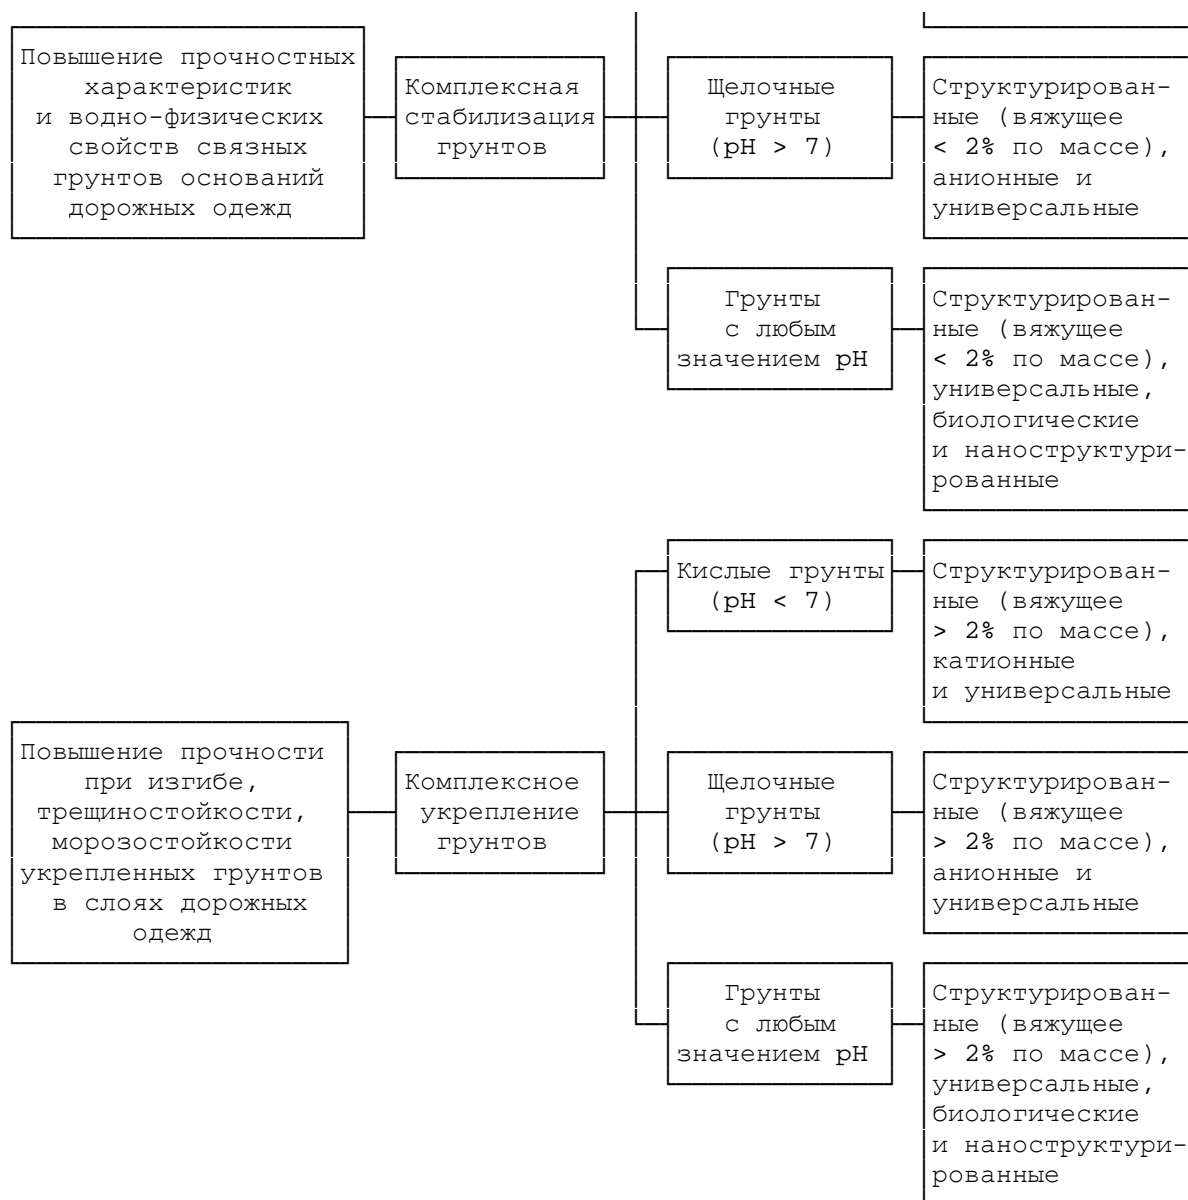 Повышение прочностных
характеристик
и водно-физических
свойств связных
грунтов оснований
дорожных одежд
Комплексная
стабилизация
грунтов
Щелочные
грунты
(pH > 7)
Структурирован-
ные (вяжущее
< 2% по массе),
анионные и
универсальные
Грунты
с любым
значением pH
Структурирован-
ные (вяжущее
< 2% по массе),
универсальные,
биологические
и наноструктури-
рованные
Повышение прочности
при изгибе,
трещиностойкости,
морозостойкости
укрепленных грунтов
в слоях дорожных
одежд
Комплексное
укрепление
грунтов
Кислые грунты
(pH < 7)
Структурирован-
ные (вяжущее
> 2% по массе),
катионные
и универсальные
Щелочные
грунты
(pH > 7)
Структурирован-
ные (вяжущее
> 2% по массе),
анионные и
универсальные
Грунты
с любым
значением pH
Структурирован-
ные (вяжущее
> 2% по массе),
универсальные,
биологические
и наноструктури-
рованные